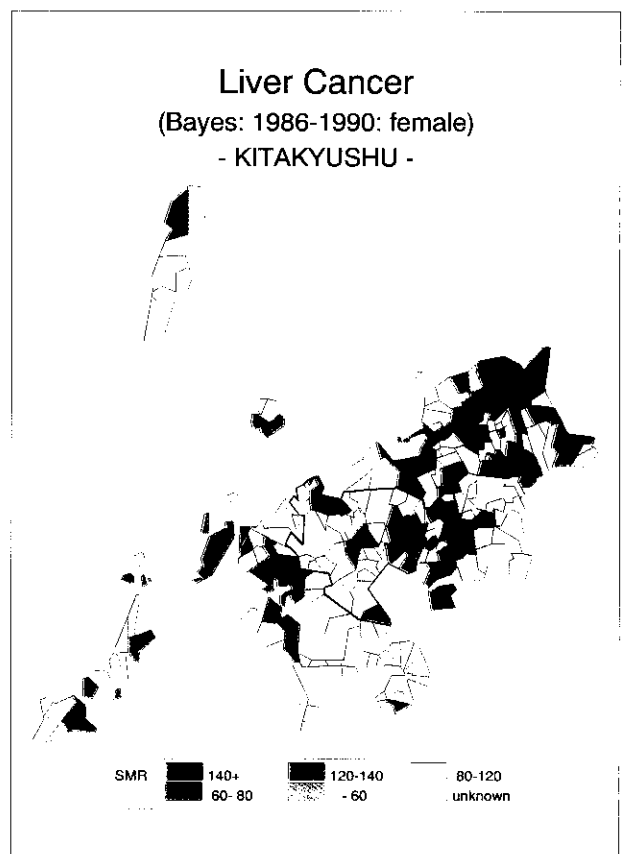 Liver Cancer
(Bayes: 1986-1990: female)
- KITAKYUSHU -
SMR 140+ 120-140 80-120
60- 80 - 60 unknown